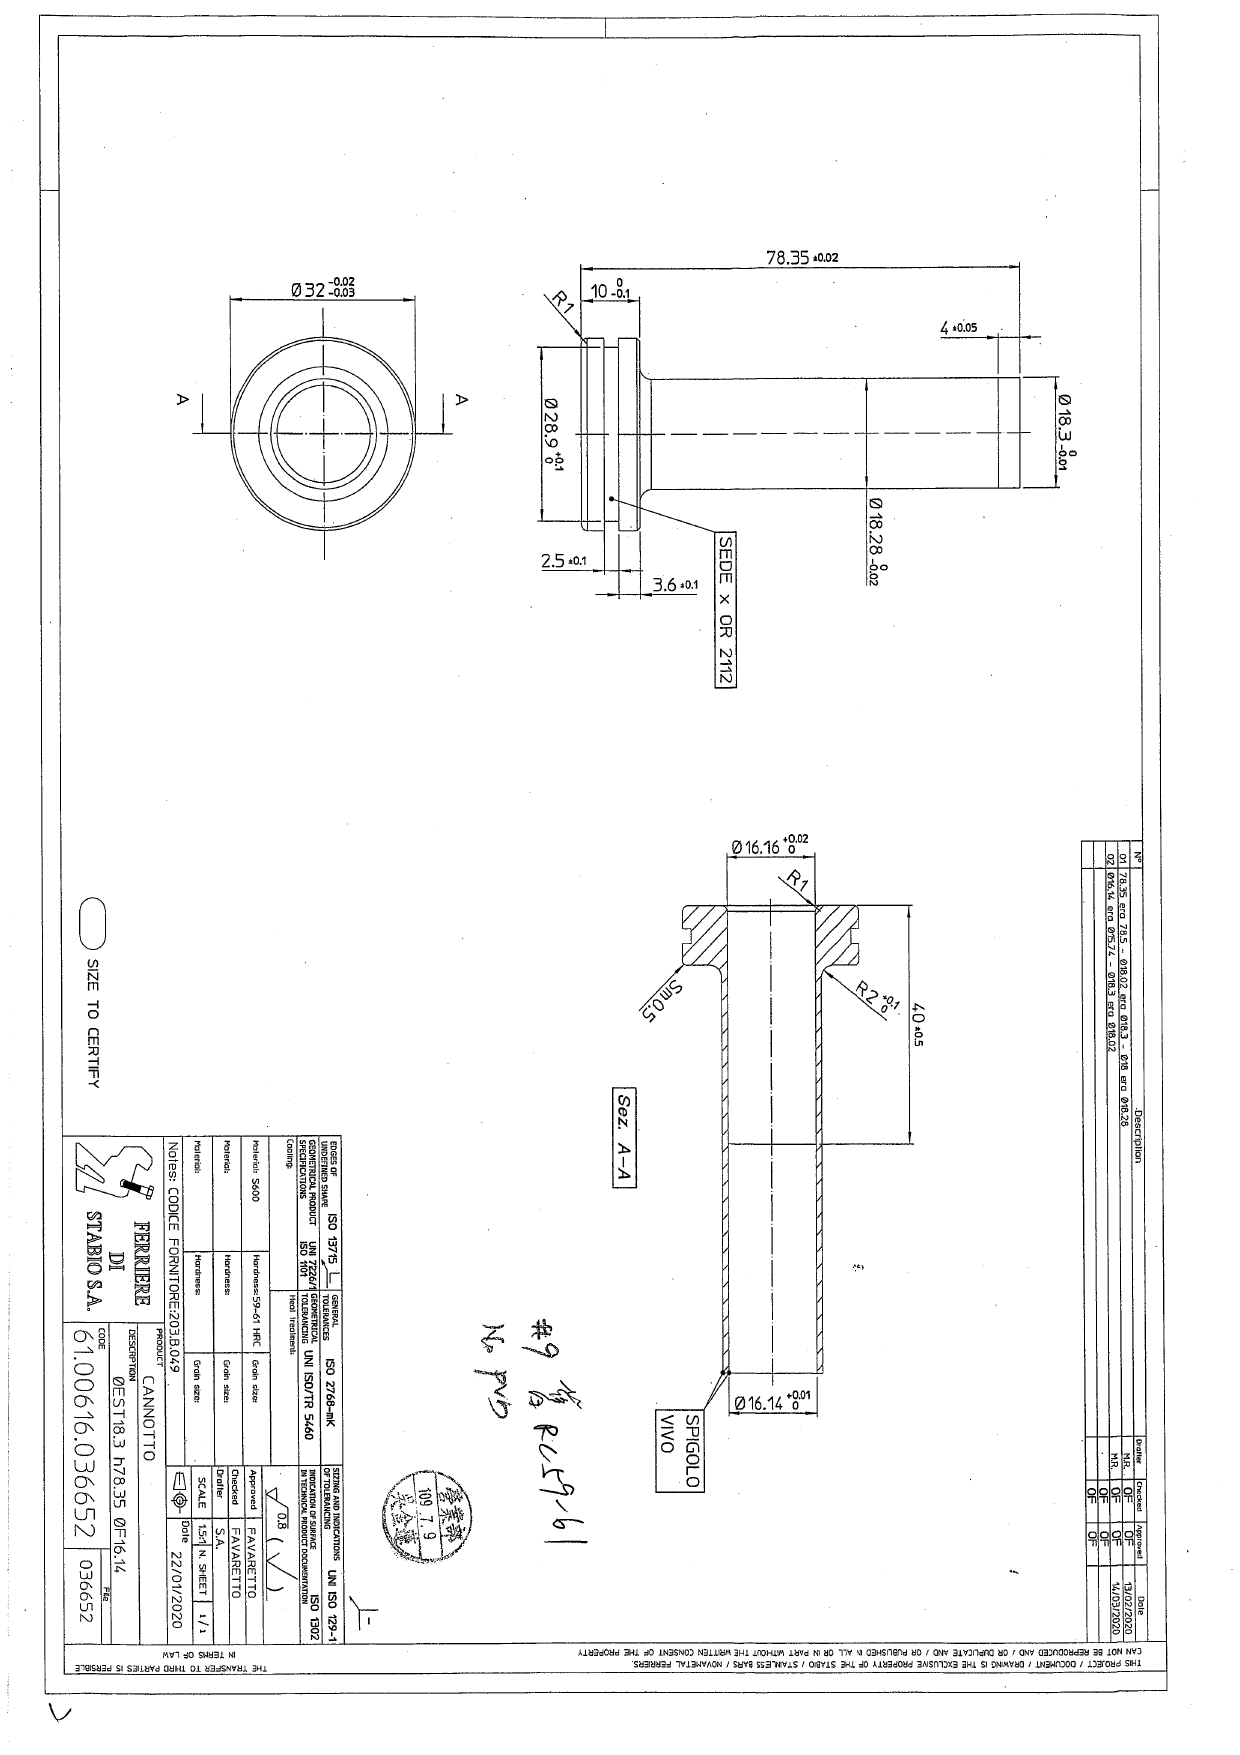 78.35 ±0.02
Ø32 -0.02 -0.03
R1
10 0 -0.1
4 ±0.05
A
A
Ø28.9 +0.1 0
Ø18.3 0 -0.01
Ø18.28 0 -0.02
2.5 ±0.1
3.6 ±0.1
SEDE x OR 2112
Ø16.16 +0.02 0
R1
Sm0.5
R2 +0.1 0
40 ±0.5
Sez. A-A
Ø16.14 +0.01 0
SPIGOLO
VIVO
N° Description Drafter Checked Approved Date
01 78.35 era 78.5 - Ø18.02 era Ø18.3 - Ø18 era Ø18.28 M.R. OF OF 13/02/2020
02 Ø16.14 era Ø15.74 - Ø18.3 era Ø18.02 M.R. OF OF 14/03/2020
OF OF
OF OF
SIZE TO CERTIFY
#9
RC59-61
No PVD
營業部
109.7.9
EDGES OF UNDEFINED SHAPE ISO 13715
GENERAL TOLERANCES ISO 2768-mK
SIZING AND INDICATIONS OF TOLERANCING UNI ISO 129-1
GEOMETRICAL PRODUCT SPECIFICATIONS UNI 7226/1 ISO 1101
GEOMETRICAL TOLERANCING UNI ISO/TR 5460
INDICATION OF SURFACE IN TECHNICAL PRODUCT DOCUMENTATION ISO 1302
Coating:
Heat treatment:
0.8
Material: S600 Hardness: 59-61 HRC Grain size:
Material: Hardness: Grain size:
Material: Hardness: Grain size:
Approved FAVARETTO
Checked FAVARETTO
Drafter S.A.
SCALE 1.5:1 N. SHEET 1/1
Notes: CODICE FORNITORE:203.B.049
Date 22/01/2020
FERRIERE
DI
STABIO S.A.
PRODUCT CANNOTTO
DESCRIPTION ØEST18.3 h78.35 ØF16.14
CODE 61.00616.036652
File 036652
THIS PROJECT / DOCUMENT / DRAWING IS THE EXCLUSIVE PROPERTY OF THE STABIO / STAINLESS BARS / NOVAMETAL FERRIERS.
CAN NOT BE REPRODUCED AND / OR DUPLICATE AND / OR PUBLISHED IN ALL OR IN PART WITHOUT THE WRITTEN CONSENT OF THE PROPERTY
THE TRANSFER TO THIRD PARTIES IS PERSIBLE
IN TERMS OF LAW